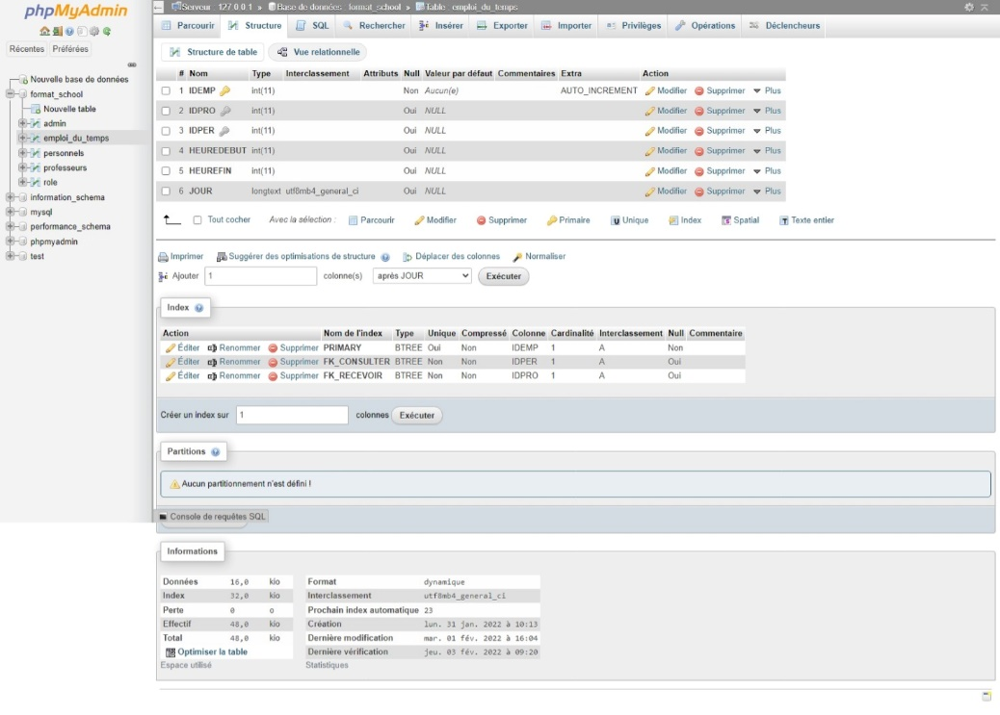 phpMyAdmin
Récentes Préférées
Nouvelle base de données
format_school
Nouvelle table
admin
emploi_du_temps
personnels
professeurs
role
information_schema
mysql
performance_schema
phpmyadmin
test
Serveur : 127.0.0.1 » Base de données : format_school » Table : emploi_du_temps
Parcourir Structure SQL Rechercher Insérer Exporter Importer Privilèges Opérations Déclencheurs
Structure de table Vue relationnelle
# Nom Type Interclassement Attributs Null Valeur par défaut Commentaires Extra Action
1 IDEMP int(11) Non Aucun(e) AUTO_INCREMENT Modifier Supprimer Plus
2 IDPRO int(11) Oui NULL Modifier Supprimer Plus
3 IDPER int(11) Oui NULL Modifier Supprimer Plus
4 HEUREDEBUT int(11) Oui NULL Modifier Supprimer Plus
5 HEUREFIN int(11) Oui NULL Modifier Supprimer Plus
6 JOUR longtext utf8mb4_general_ci Oui NULL Modifier Supprimer Plus
Tout cocher Avec la sélection : Parcourir Modifier Supprimer Primaire Unique Index Spatial Texte entier
Imprimer Suggérer des optimisations de structure Déplacer des colonnes Normaliser
Ajouter 1 colonne(s) après JOUR Exécuter
Index
Action Nom de l'index Type Unique Compressé Colonne Cardinalité Interclassement Null Commentaire
Éditer Renommer Supprimer PRIMARY BTREE Oui Non IDEMP 1 A Non
Éditer Renommer Supprimer FK_CONSULTER BTREE Non Non IDPER 1 A Oui
Éditer Renommer Supprimer FK_RECEVOIR BTREE Non Non IDPRO 1 A Oui
Créer un index sur 1 colonnes Exécuter
Partitions
Aucun partitionnement n'est défini !
Console de requêtes SQL
Informations
Données 16,0 kio Format dynamique
Index 32,0 kio Interclassement utf8mb4_general_ci
Perte 0 o Prochain index automatique 23
Effectif 48,0 kio Création lun. 31 jan. 2022 à 10:13
Total 48,0 kio Dernière modification mar. 01 fév. 2022 à 16:04
Optimiser la table Dernière vérification jeu. 03 fév. 2022 à 09:20
Espace utilisé Statistiques